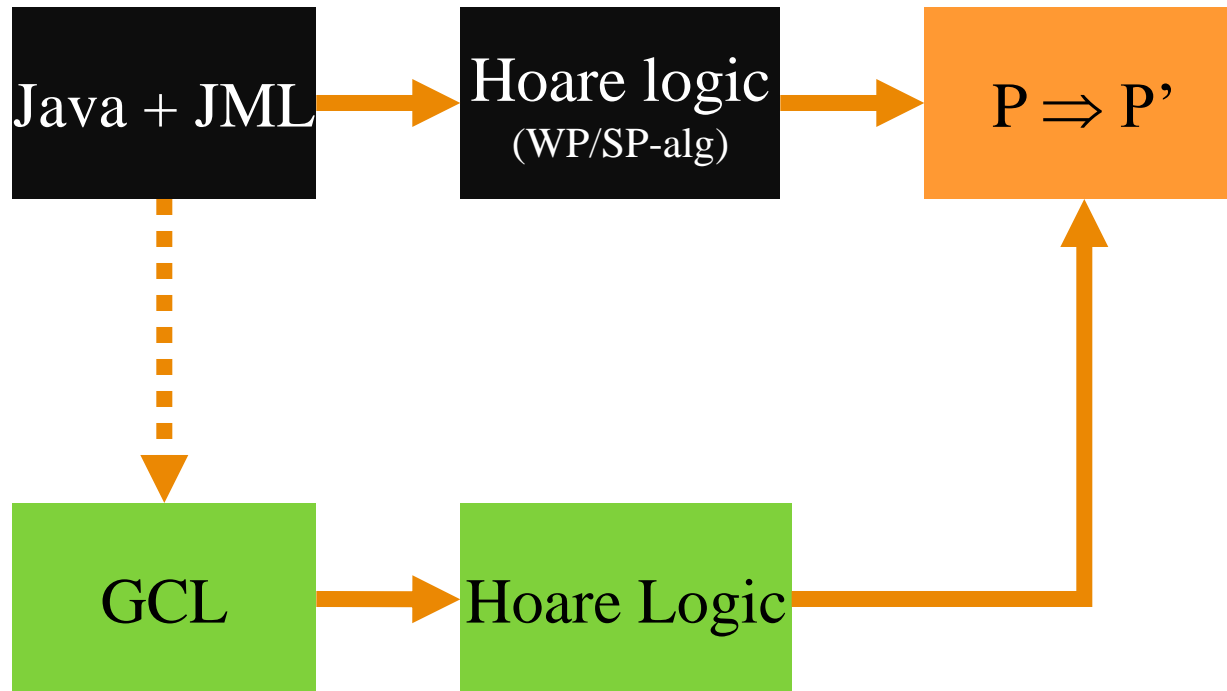 Java + JML
Hoare logic
(WP/SP-alg)
P ⇒ P’
GCL
Hoare Logic